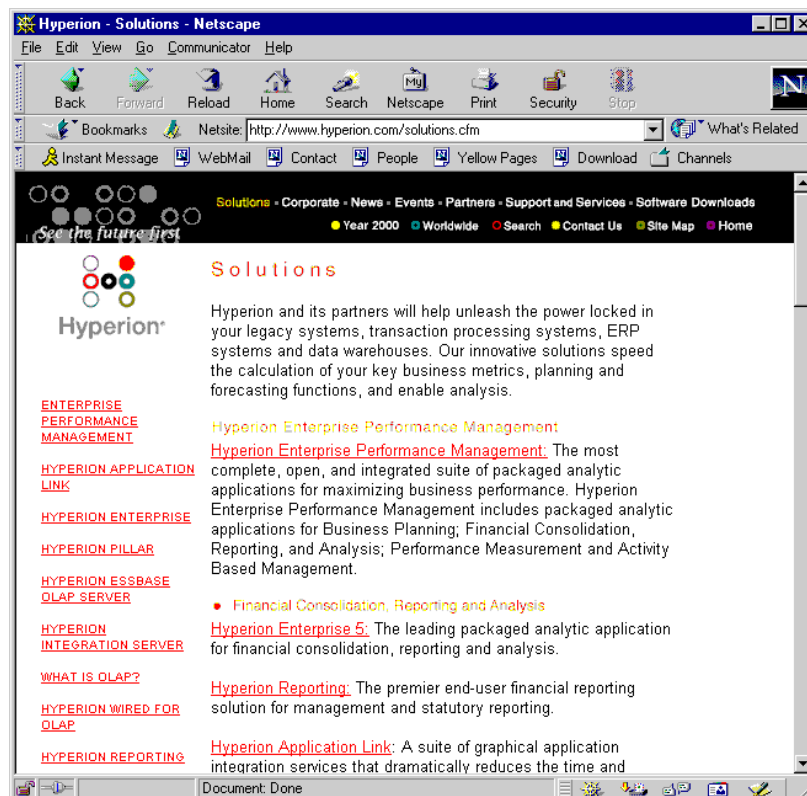 Hyperion - Solutions - Netscape
File Edit View Go Communicator Help
Back Forward Reload Home Search Netscape Print Security Stop
My
N
Bookmarks Netsite: http://www.hyperion.com/solutions.cfm What's Related
Instant Message WebMail Contact People Yellow Pages Download Channels
Solutions - Corporate - News - Events - Partners - Support and Services - Software Downloads
Year 2000 Worldwide Search Contact Us Site Map Home
See the future first
Hyperion
ENTERPRISE
PERFORMANCE
MANAGEMENT
HYPERION APPLICATION
LINK
HYPERION ENTERPRISE
HYPERION PILLAR
HYPERION ESSBASE
OLAP SERVER
HYPERION
INTEGRATION SERVER
WHAT IS OLAP?
HYPERION WIRED FOR
OLAP
HYPERION REPORTING
Solutions
Hyperion and its partners will help unleash the power locked in
your legacy systems, transaction processing systems, ERP
systems and data warehouses. Our innovative solutions speed
the calculation of your key business metrics, planning and
forecasting functions, and enable analysis.
Hyperion Enterprise Performance Management
Hyperion Enterprise Performance Management: The most
complete, open, and integrated suite of packaged analytic
applications for maximizing business performance. Hyperion
Enterprise Performance Management includes packaged analytic
applications for Business Planning; Financial Consolidation,
Reporting, and Analysis; Performance Measurement and Activity
Based Management.
Financial Consolidation, Reporting and Analysis
Hyperion Enterprise 5: The leading packaged analytic application
for financial consolidation, reporting and analysis.
Hyperion Reporting: The premier end-user financial reporting
solution for management and statutory reporting.
Hyperion Application Link: A suite of graphical application
integration services that dramatically reduces the time and
Document: Done